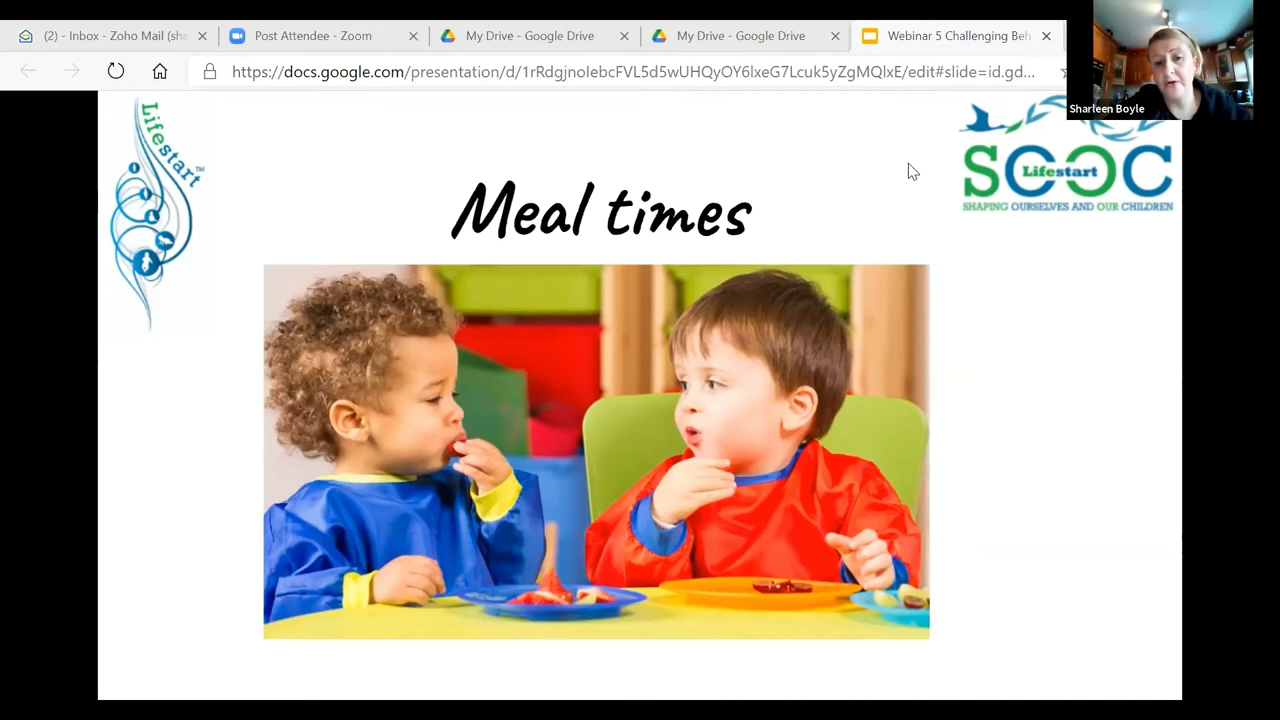 (2) - Inbox - Zoho Mail (sha
Post Attendee - Zoom
My Drive - Google Drive
My Drive - Google Drive
Webinar 5 Challenging Beh
https://docs.google.com/presentation/d/1rRdgjnoIebcFVL5d5wUHQyOY6lxeG7Lcuk5yZgMQlxE/edit#slide=id.gd...
Sharleen Boyle
Lifestart™
SOOC
Lifestart
SHAPING OURSELVES AND OUR CHILDREN
Meal times